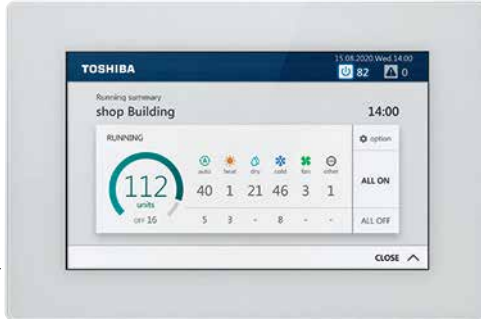 15.08.2020.Wed.14:00
TOSHIBA
82 0
Running summary
shop Building 14:00
RUNNING
option
auto heat dry cold fan other
112 40 1 21 46 3 1
units
ALL ON
OFF 16 5 3 - 8 - -
ALL OFF
CLOSE